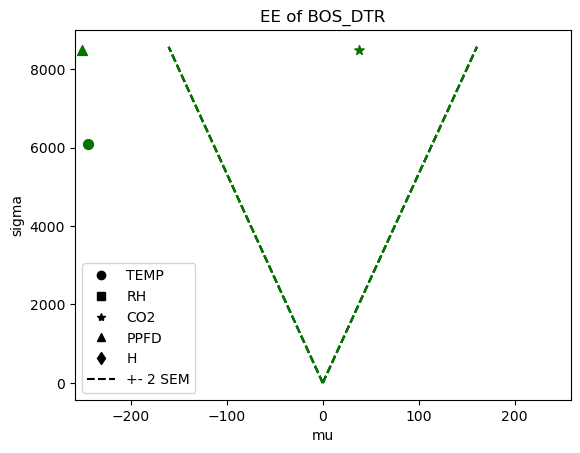 EE of BOS_DTR
sigma
8000
6000
4000
2000
0
TEMP
RH
CO2
PPFD
H
+- 2 SEM
−200
−100
0
100
200
mu